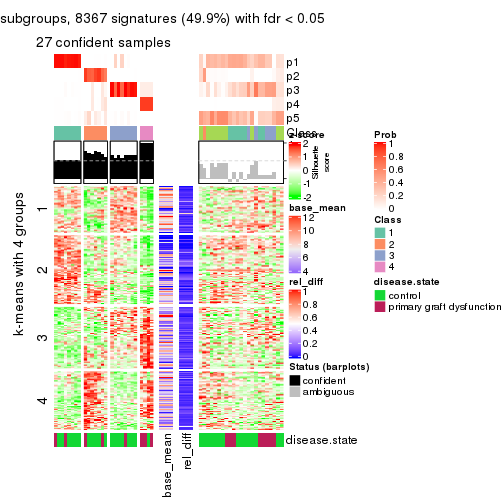 subgroups, 8367 signatures (49.9%) with fdr < 0.05
27 confident samples
p1
p2
p3
p4
p5
Class
z-score
2
1
0
-1
-2
Silhouette
score
base_mean
12
10
8
6
4
rel_diff
1
0.8
0.6
0.4
0.2
0
Status (barplots)
confident
ambiguous
Prob
1
0.8
0.6
0.4
0.2
0
Class
1
2
3
4
disease.state
control
primary graft dysfunction
k-means with 4 groups
1
2
3
4
disease.state
base_mean
rel_diff